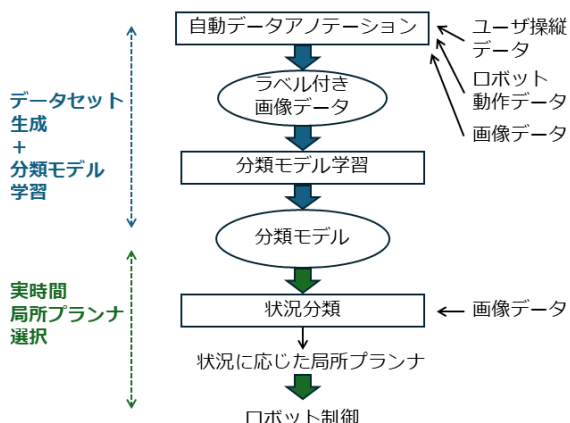 自動データアノテーション
ユーザ操縦
データ
ロボット
動作データ
画像データ
ラベル付き
画像データ
データセット
生成
+
分類モデル
学習
分類モデル学習
分類モデル
実時間
局所プランナ
選択
状況分類
画像データ
状況に応じた局所プランナ
ロボット制御